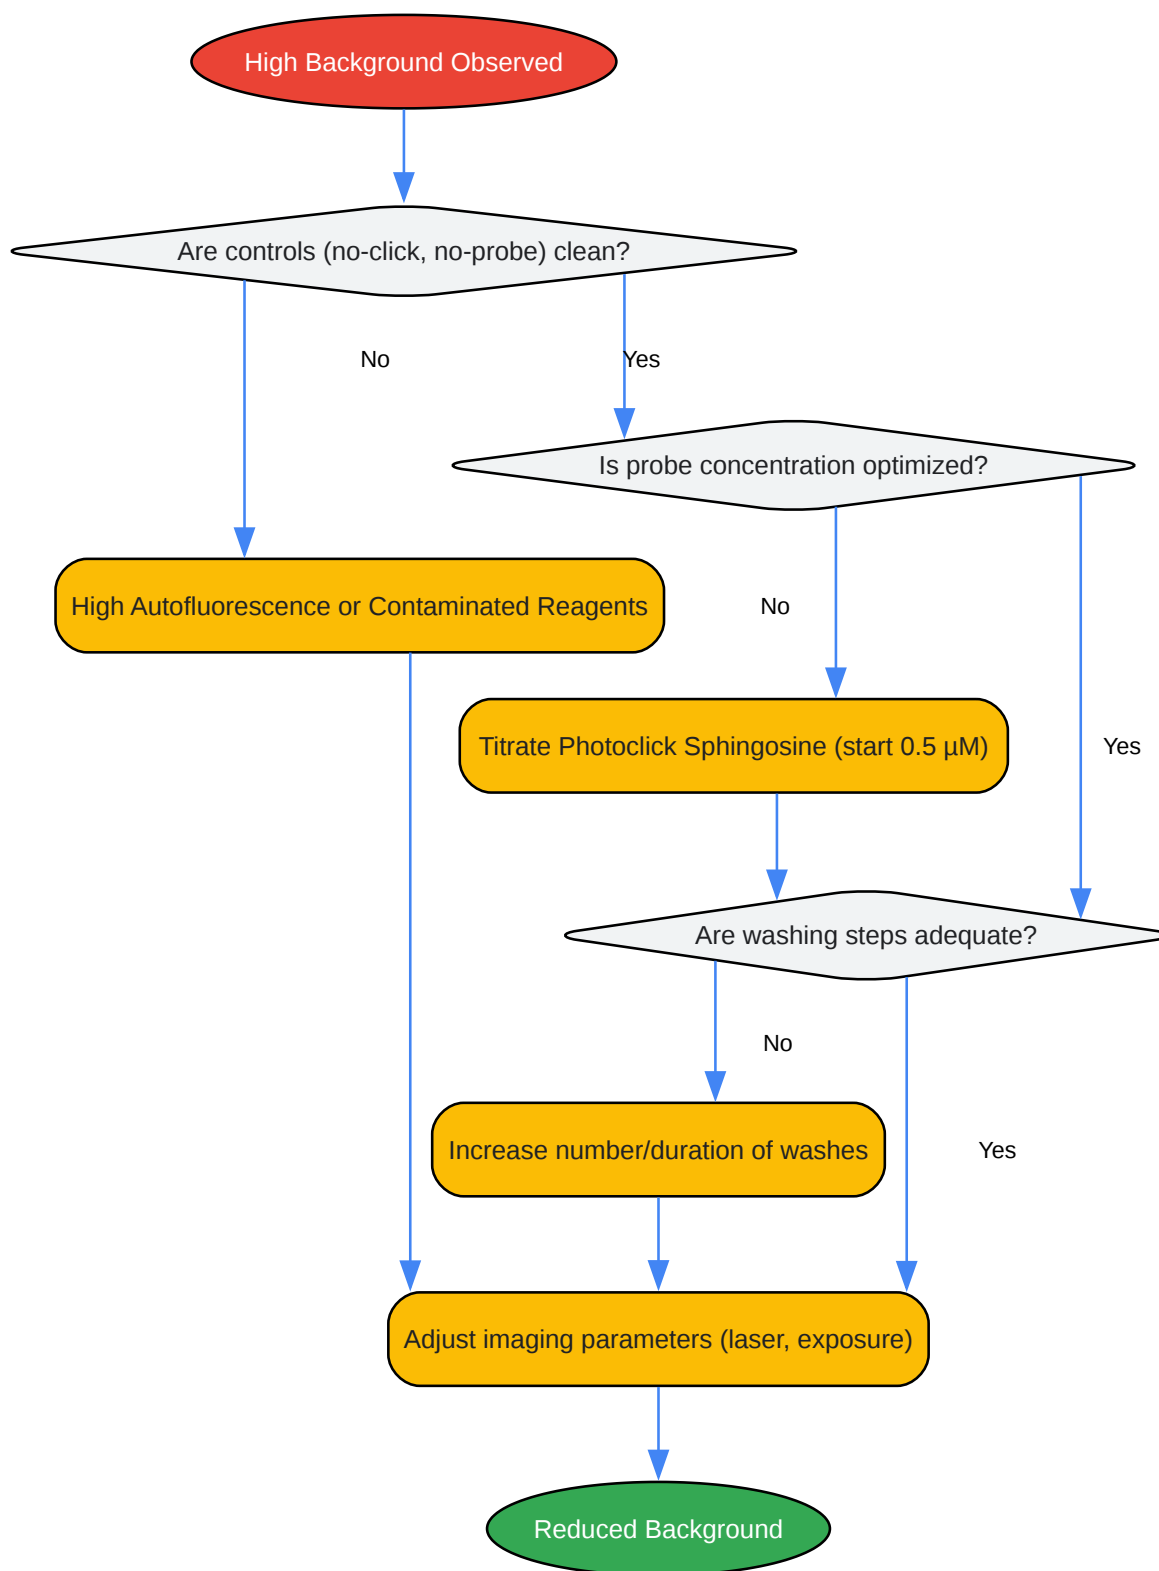 High Background Observed
Are controls (no-click, no-probe) clean?
No
Yes
Is probe concentration optimized?
High Autofluorescence or Contaminated Reagents
No
Titrate Photoclick Sphingosine (start 0.5 µM)
Yes
Are washing steps adequate?
No
Increase number/duration of washes
Yes
Adjust imaging parameters (laser, exposure)
Reduced Background